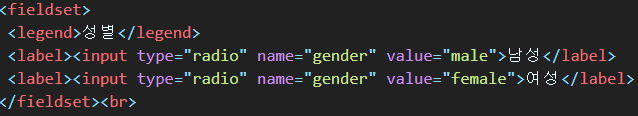 <fieldset>
<legend>성별</legend>
<label><input type="radio" name="gender" value="male">남성</label>
<label><input type="radio" name="gender" value="female">여성</label>
</fieldset><br>